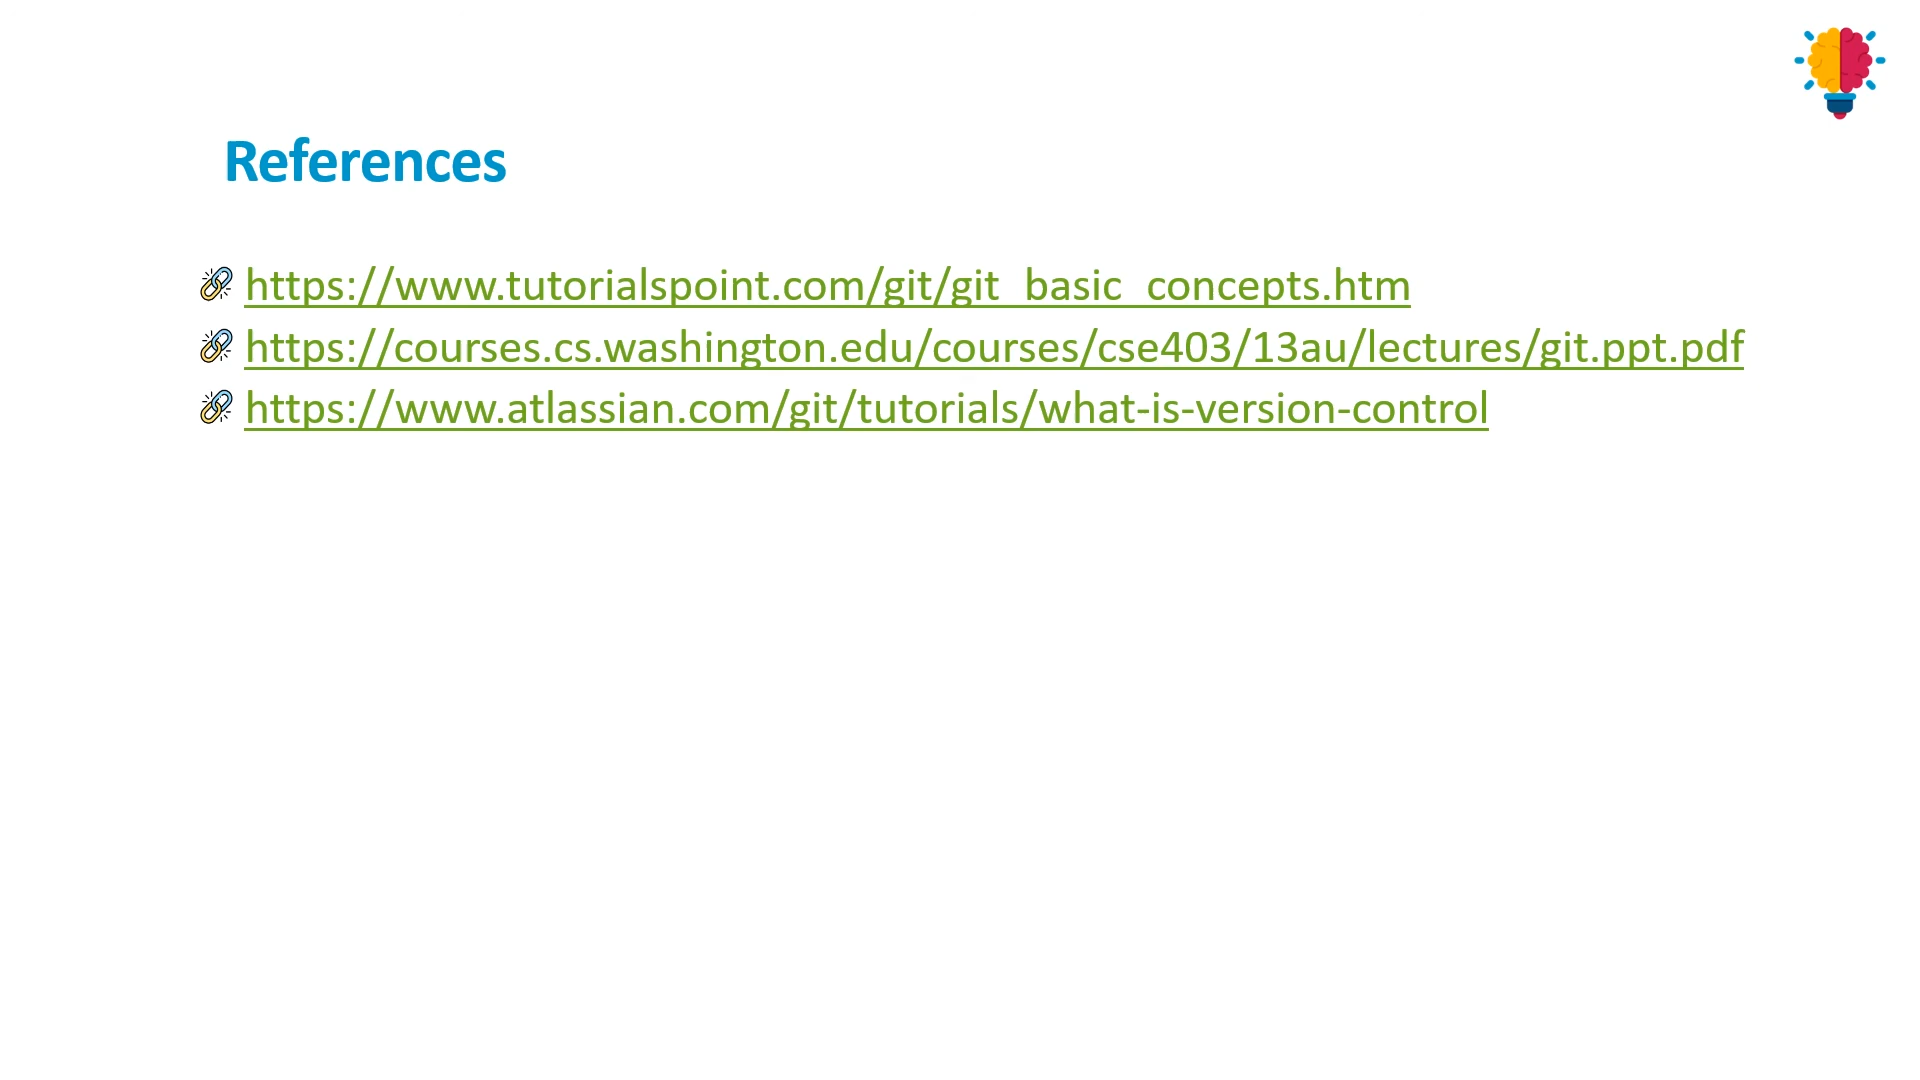 References
https://www.tutorialspoint.com/git/git_basic_concepts.htm
https://courses.cs.washington.edu/courses/cse403/13au/lectures/git.ppt.pdf
https://www.atlassian.com/git/tutorials/what-is-version-control